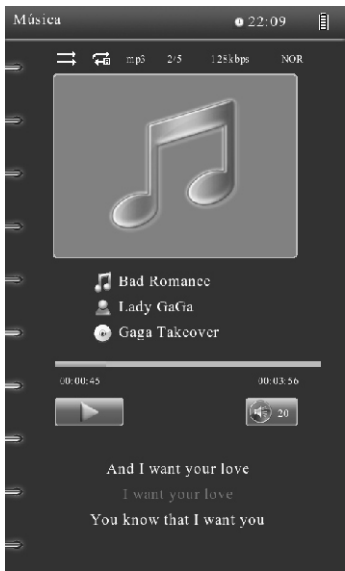 Música 22:09
mp3 2/5 128kbps NOR
Bad Romance
Lady GaGa
Gaga Takeover
00:00:45 00:03:56
20
And I want your love
I want your love
You know that I want you